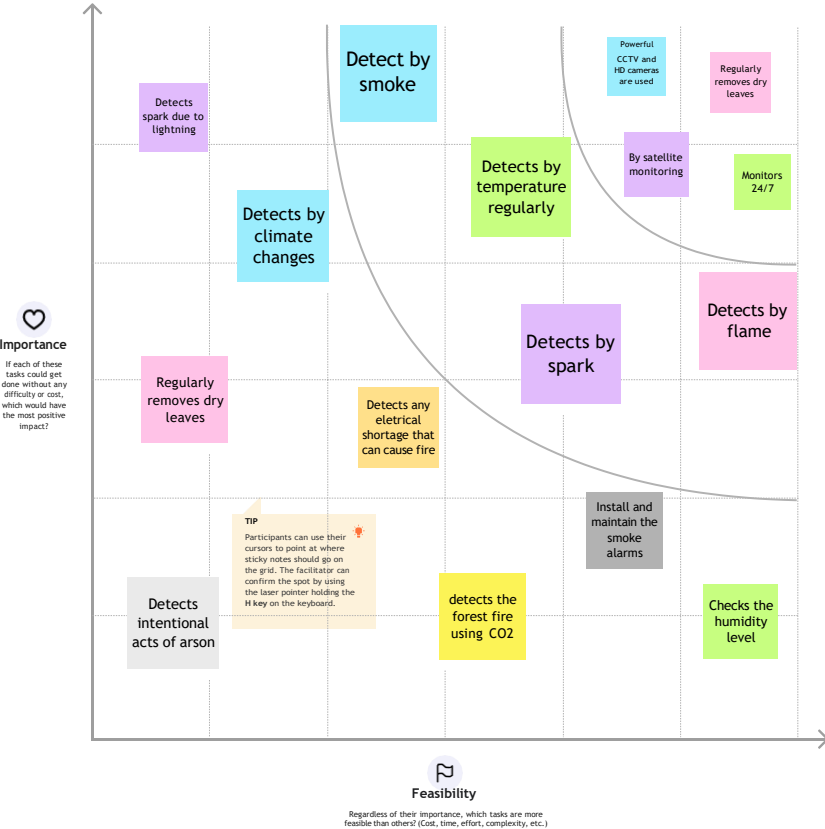 Detects
spark due to
lightning
Detect by
smoke
Powerful
CCTV and
HD cameras
are used
Regularly
removes dry
leaves
Detects by
temperature
regularly
By satellite
monitoring
Monitors
24/7
Detects by
climate
changes
Detects by
flame
Detects by
spark
Importance
If each of these
tasks could get
done without any
difficulty or cost,
which would have
the most positive
impact?
Regularly
removes dry
leaves
Detects any
eletrical
shortage that
can cause fire
Install and
maintain the
smoke
alarms
TIP
Participants can use their
cursors to point at where
sticky notes should go on
the grid. The facilitator can
confirm the spot by using
the laser pointer holding the
H key on the keyboard.
Detects
intentional
acts of arson
detects the
forest fire
using CO2
Checks the
humidity
level
Feasibility
Regardless of their importance, which tasks are more
feasible than others? (Cost, time, effort, complexity, etc.)